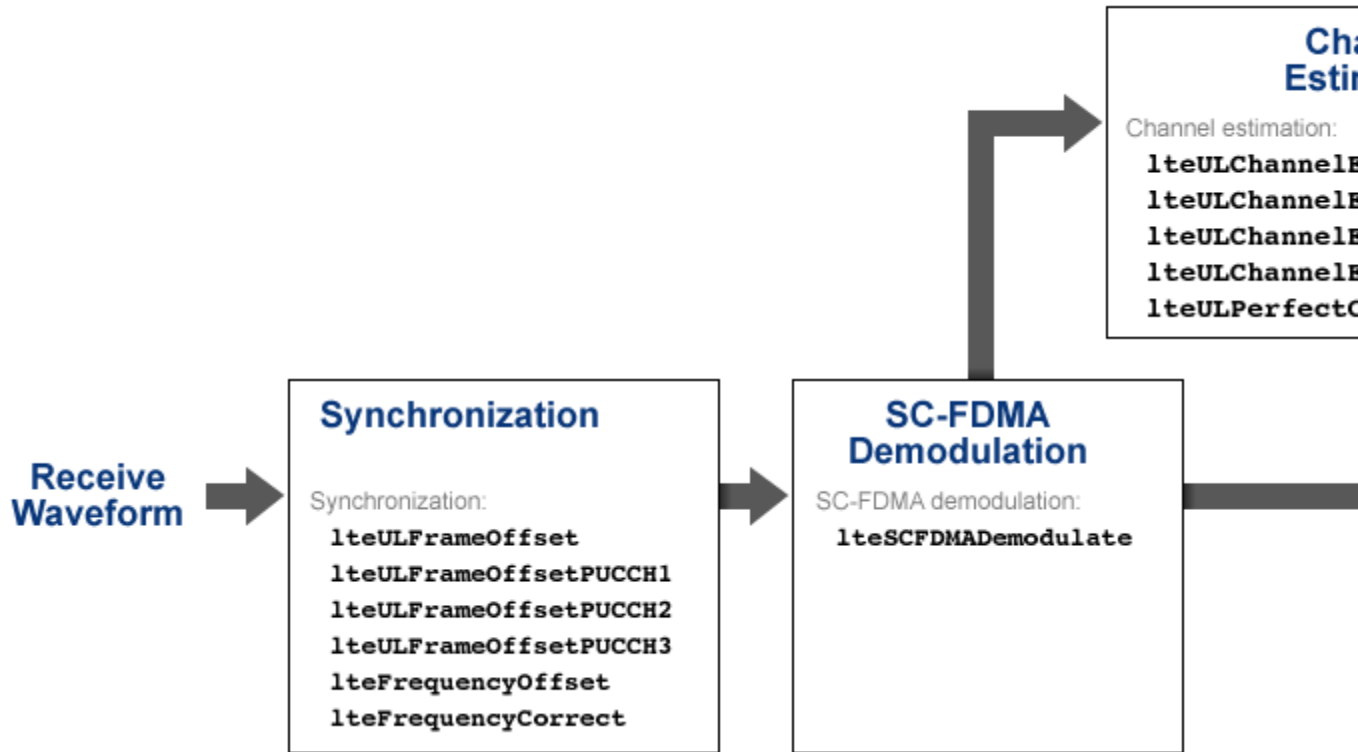 Receive
Waveform
Synchronization
Synchronization:
lteULFrameOffset
lteULFrameOffsetPUCCH1
lteULFrameOffsetPUCCH2
lteULFrameOffsetPUCCH3
lteFrequencyOffset
lteFrequencyCorrect
SC-FDMA
Demodulation
SC-FDMA demodulation:
lteSCFDMADemodulate
Channel estimation: